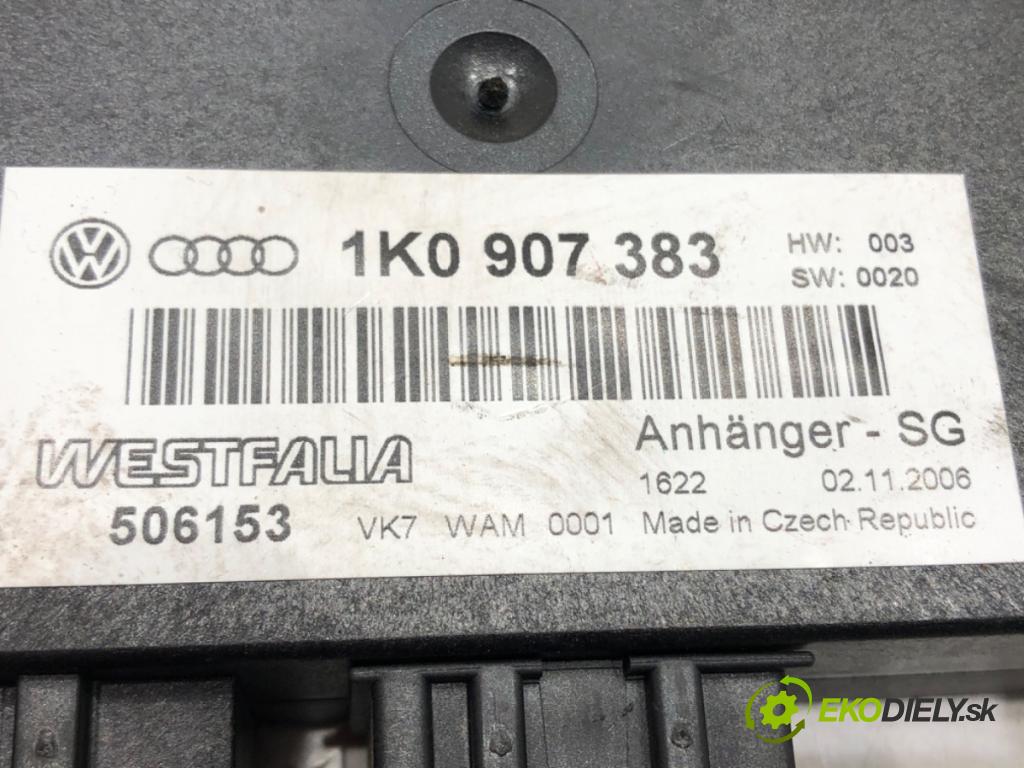 1K0 907 383
HW: 003
SW: 0020
WESTFALIA
Anhänger - SG
1622 02.11.2006
506153 VK7 WAM 0001 Made in Czech Republic
EKODIELY.sk